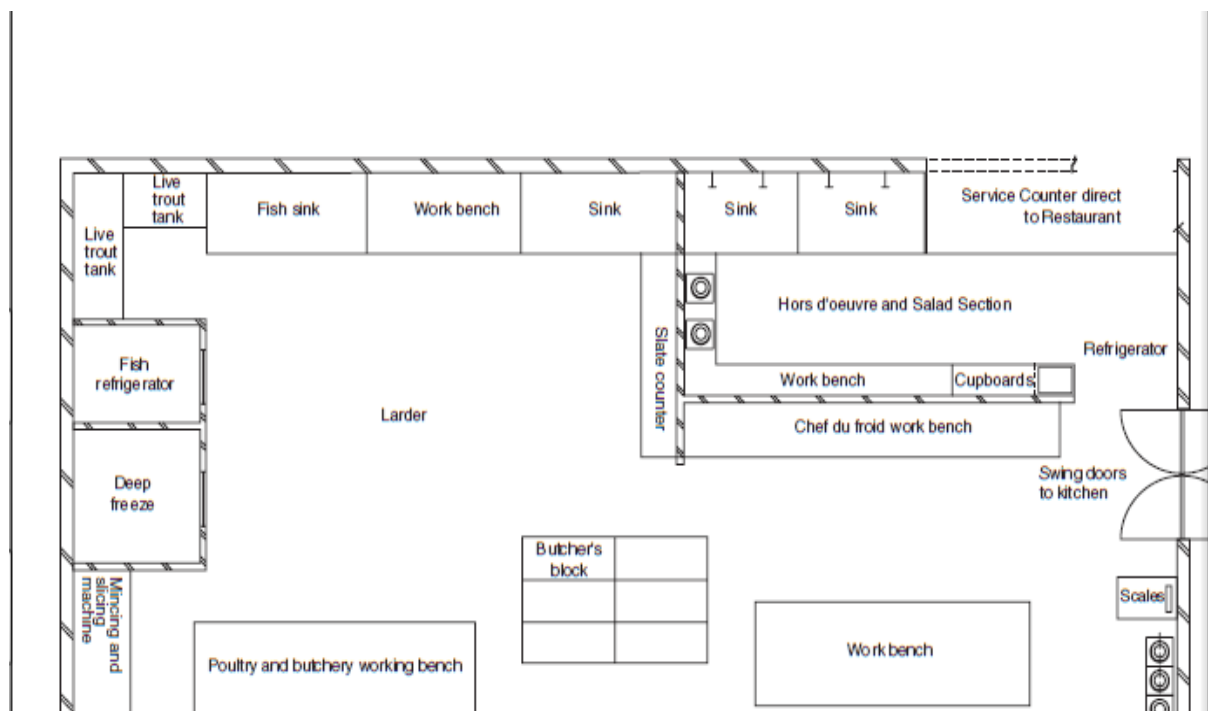 Live
trout
tank
Live
trout
tank
Fish sink
Work bench
Sink
Sink
Sink
Service Counter direct
to Restaurant
Hors d'oeuvre and Salad Section
Refrigerator
Fish
refrigerator
Slate counter
Work bench
Cupboards
Larder
Chef du froid work bench
Swing doors
to kitchen
Deep
freeze
Butcher's
block
Mincing and
slicing
machine
Scales
Poultry and butchery working bench
Work bench